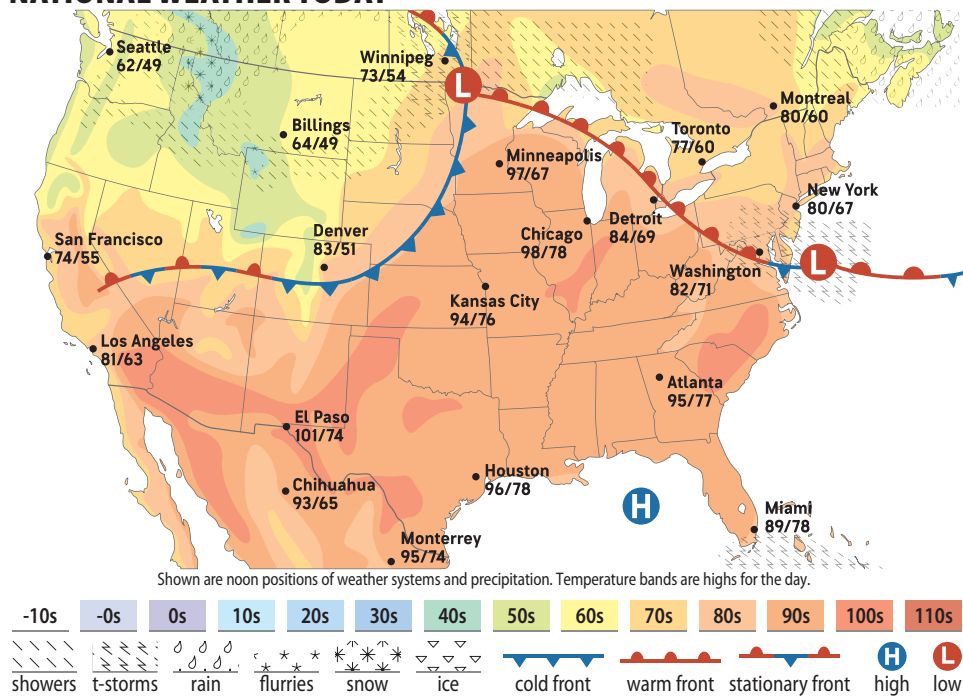 NATIONAL WEATHER TODAY
Seattle
62/49
Winnipeg
73/54
L
Billings
64/49
Montreal
80/60
Toronto
77/60
Minneapolis
97/67
New York
80/67
San Francisco
74/55
Denver
83/51
Chicago
98/78
Detroit
84/69
Washington
82/71
L
Kansas City
94/76
Los Angeles
81/63
Atlanta
95/77
El Paso
101/74
Houston
96/78
Chihuahua
93/65
H
Miami
89/78
Monterrey
95/74
Shown are noon positions of weather systems and precipitation. Temperature bands are highs for the day.
-10s -0s 0s 10s 20s 30s 40s 50s 60s 70s 80s 90s 100s 110s
H L
showers t-storms rain flurries snow ice cold front warm front stationary front high low